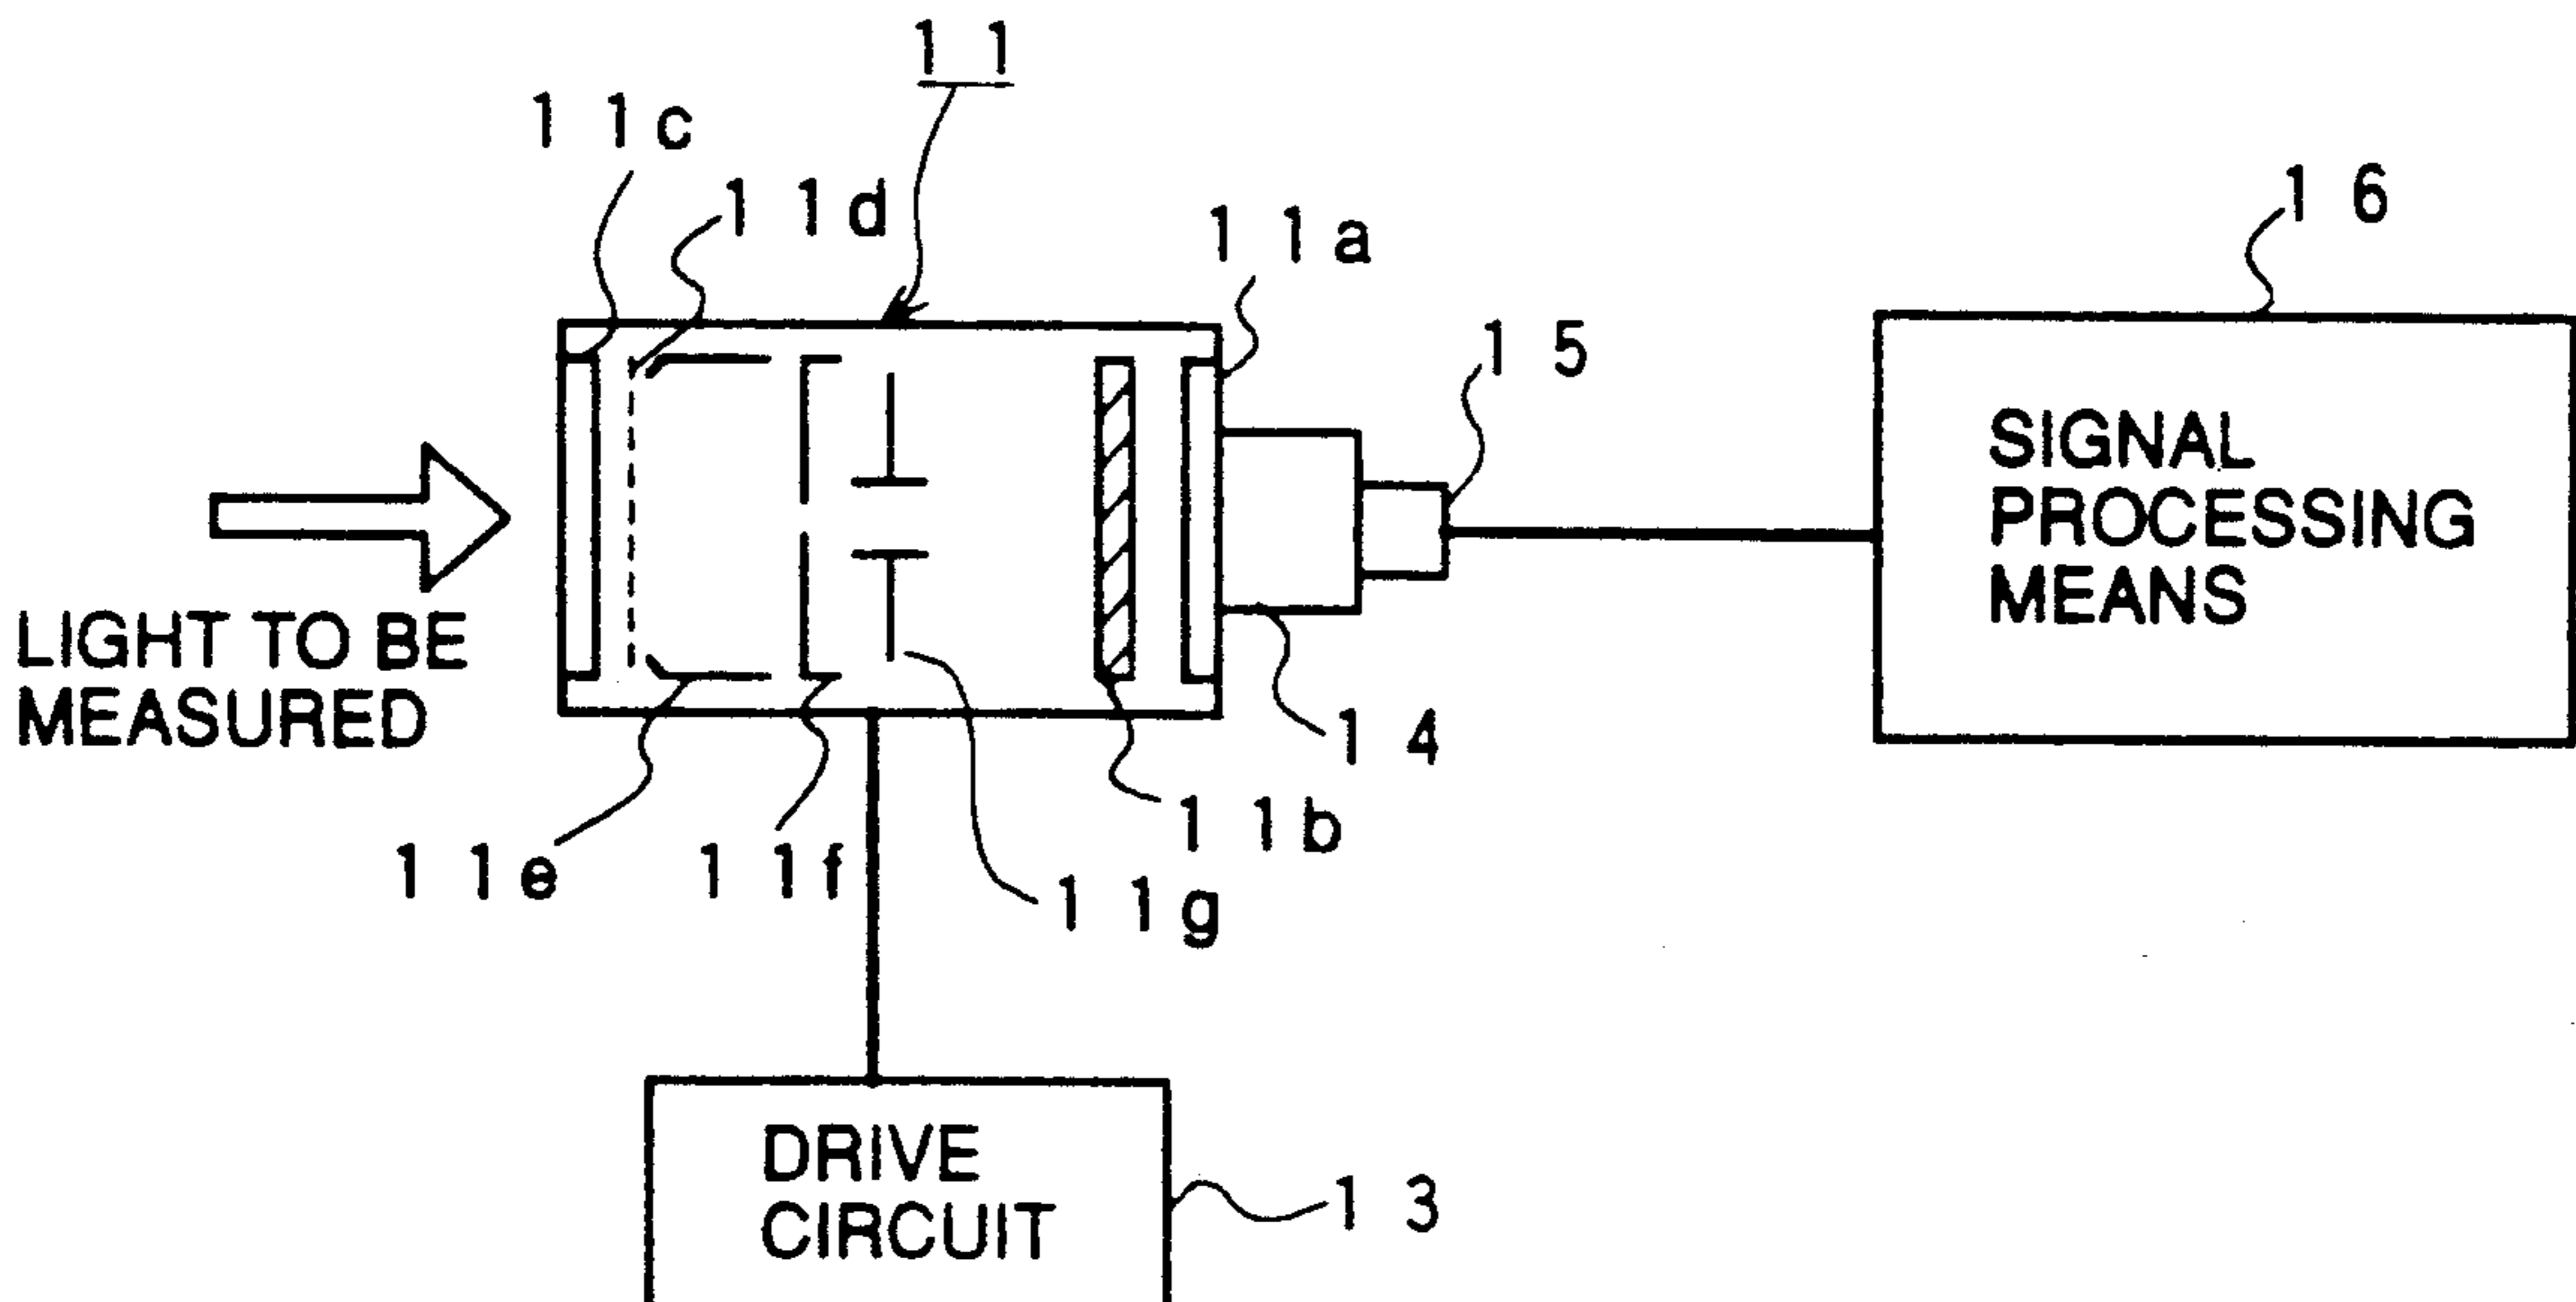 11
11c
11d
11a
16
15
SIGNAL
PROCESSING
MEANS
LIGHT TO BE
MEASURED
14
11b
11e
11f
11g
DRIVE
CIRCUIT
13